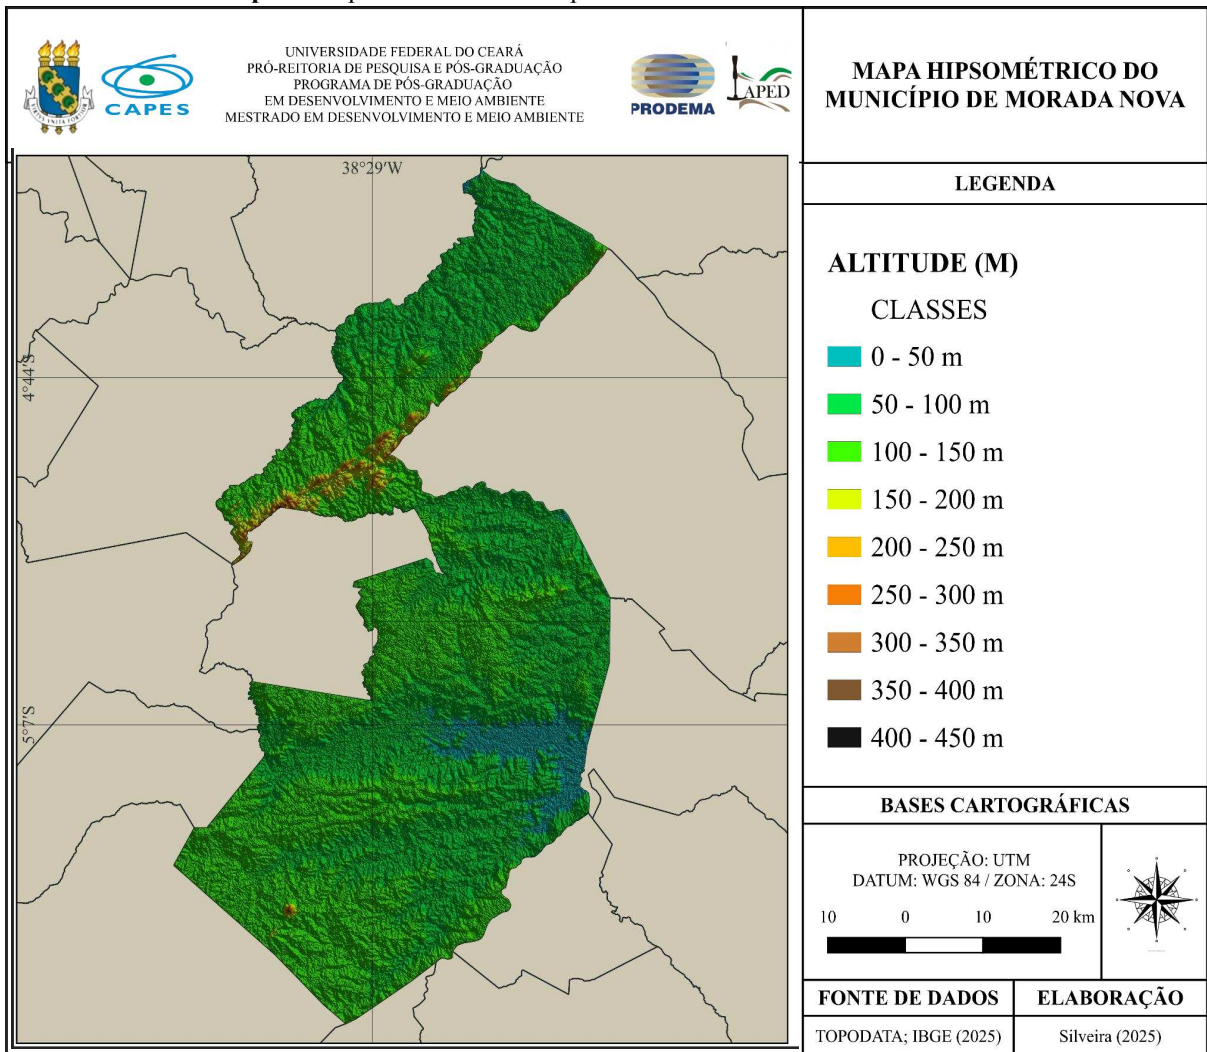 UNIVERSIDADE FEDERAL DO CEARÁ
PRÓ-REITORIA DE PESQUISA E PÓS-GRADUAÇÃO
PROGRAMA DE PÓS-GRADUAÇÃO
EM DESENVOLVIMENTO E MEIO AMBIENTE
MESTRADO EM DESENVOLVIMENTO E MEIO AMBIENTE
CAPES
PRODEMA
LAPED
MAPA HIPSOMÉTRICO DO
MUNICÍPIO DE MORADA NOVA
38°29'W
4°44'S
5°7'S
LEGENDA
ALTITUDE (M)
CLASSES
0 - 50 m
50 - 100 m
100 - 150 m
150 - 200 m
200 - 250 m
250 - 300 m
300 - 350 m
350 - 400 m
400 - 450 m
BASES CARTOGRÁFICAS
PROJEÇÃO: UTM
DATUM: WGS 84 / ZONA: 24S
10 0 10 20 km
FONTE DE DADOS
TOPODATA; IBGE (2025)
ELABORAÇÃO
Silveira (2025)